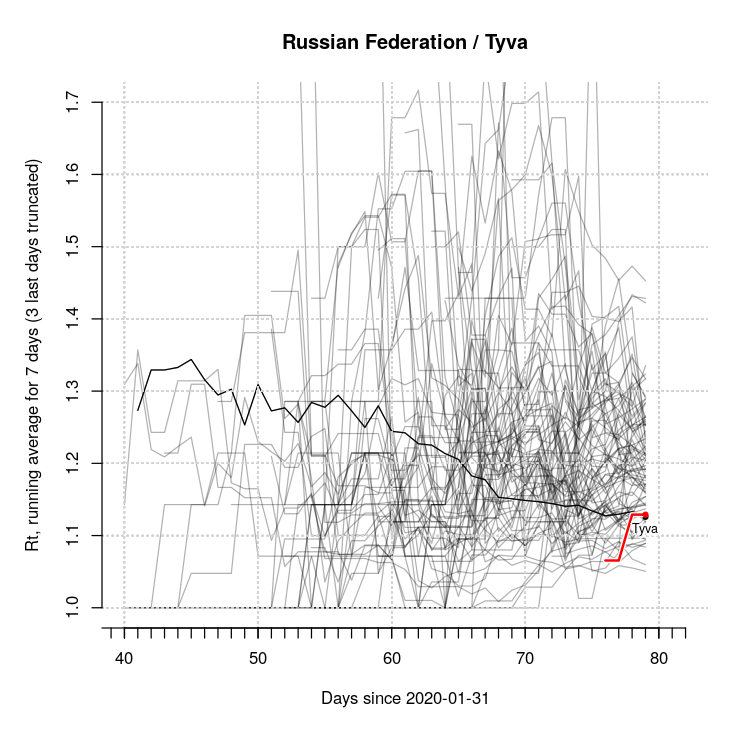 Russian Federation / Tyva
Rt, running average for 7 days (3 last days truncated)
1.7
1.6
1.5
1.4
1.3
1.2
1.1
1.0
Tyva
40 50 60 70 80
Days since 2020-01-31